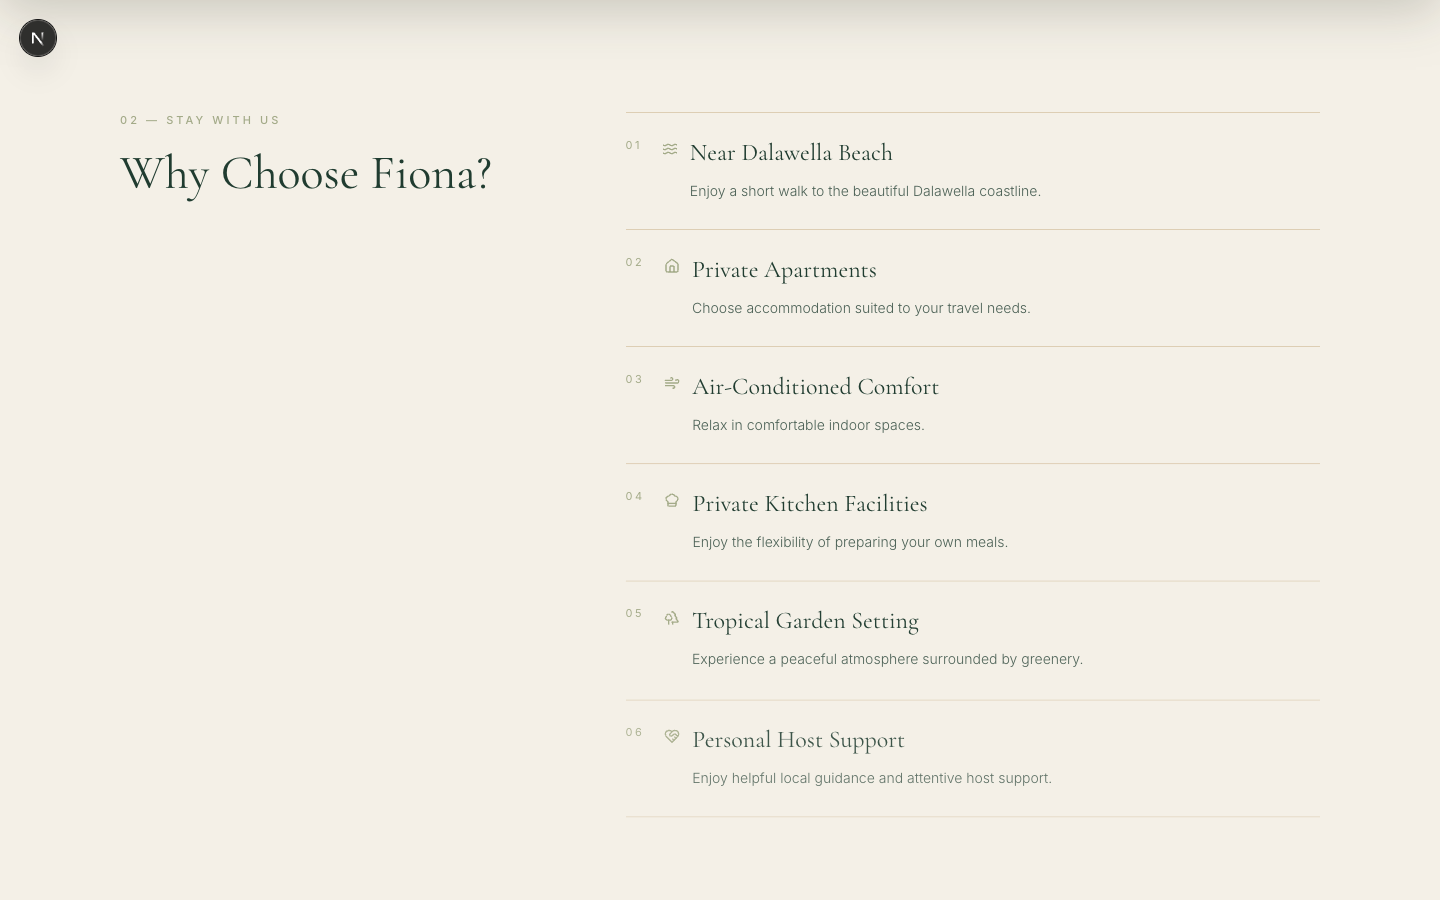 N
02 — STAY WITH US
Why Choose Fiona?
01
Near Dalawella Beach
Enjoy a short walk to the beautiful Dalawella coastline.
02
Private Apartments
Choose accommodation suited to your travel needs.
03
Air-Conditioned Comfort
Relax in comfortable indoor spaces.
04
Private Kitchen Facilities
Enjoy the flexibility of preparing your own meals.
05
Tropical Garden Setting
Experience a peaceful atmosphere surrounded by greenery.
06
Personal Host Support
Enjoy helpful local guidance and attentive host support.